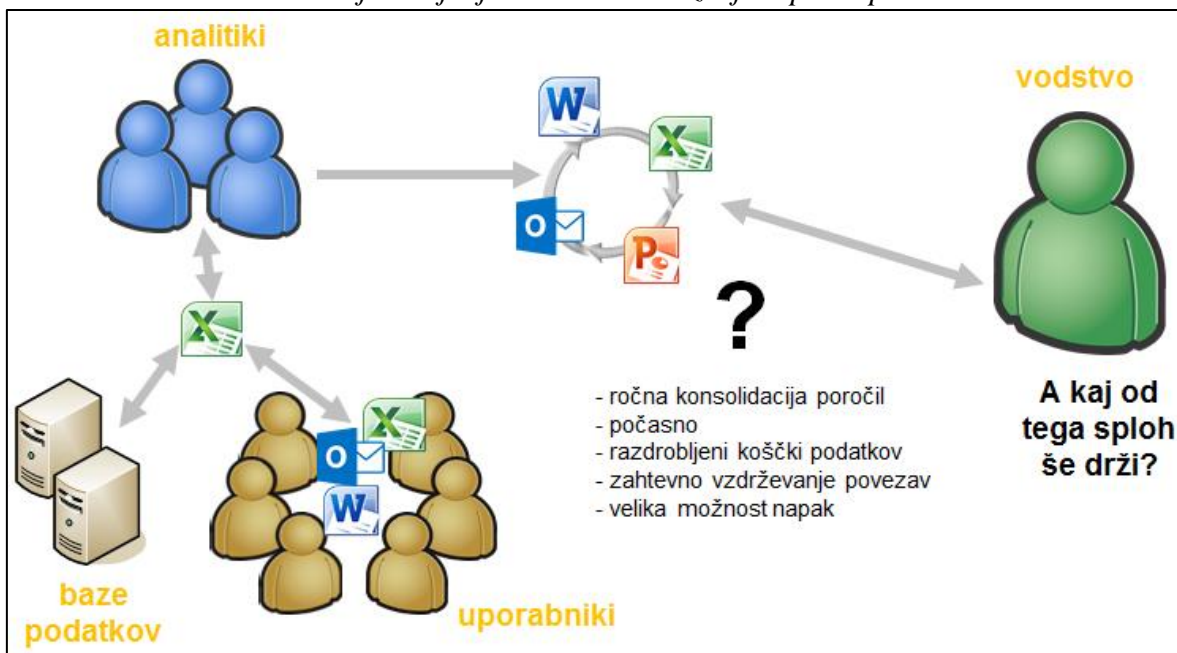 analitiki
vodstvo
W
X
O
P
?
X
- ročna konsolidacija poročil
- počasno
- razdrobljeni koščki podatkov
- zahtevno vzdrževanje povezav
- velika možnost napak
A kaj od
tega sploh
še drži?
X
O
W
baze
podatkov
uporabniki